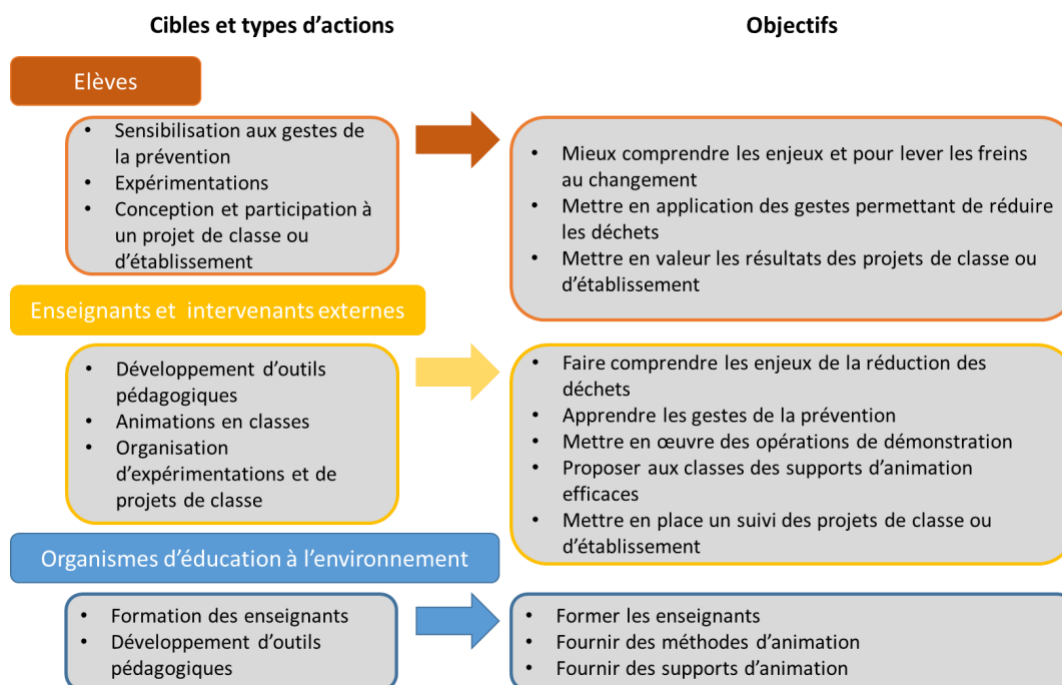 Cibles et types d'actions
Objectifs
Elèves
• Sensibilisation aux gestes de
la prévention
• Expérimentations
• Conception et participation à
un projet de classe ou
d'établissement
• Mieux comprendre les enjeux et pour lever les freins
au changement
• Mettre en application des gestes permettant de réduire
les déchets
• Mettre en valeur les résultats des projets de classe ou
d'établissement
Enseignants et intervenants externes
• Développement d'outils
pédagogiques
• Animations en classes
• Organisation
d'expérimentations et de
projets de classe
• Faire comprendre les enjeux de la réduction des
déchets
• Apprendre les gestes de la prévention
• Mettre en œuvre des opérations de démonstration
• Proposer aux classes des supports d'animation
efficaces
• Mettre en place un suivi des projets de classe ou
d'établissement
Organismes d'éducation à l'environnement
• Formation des enseignants
• Développement d'outils
pédagogiques
• Former les enseignants
• Fournir des méthodes d'animation
• Fournir des supports d'animation